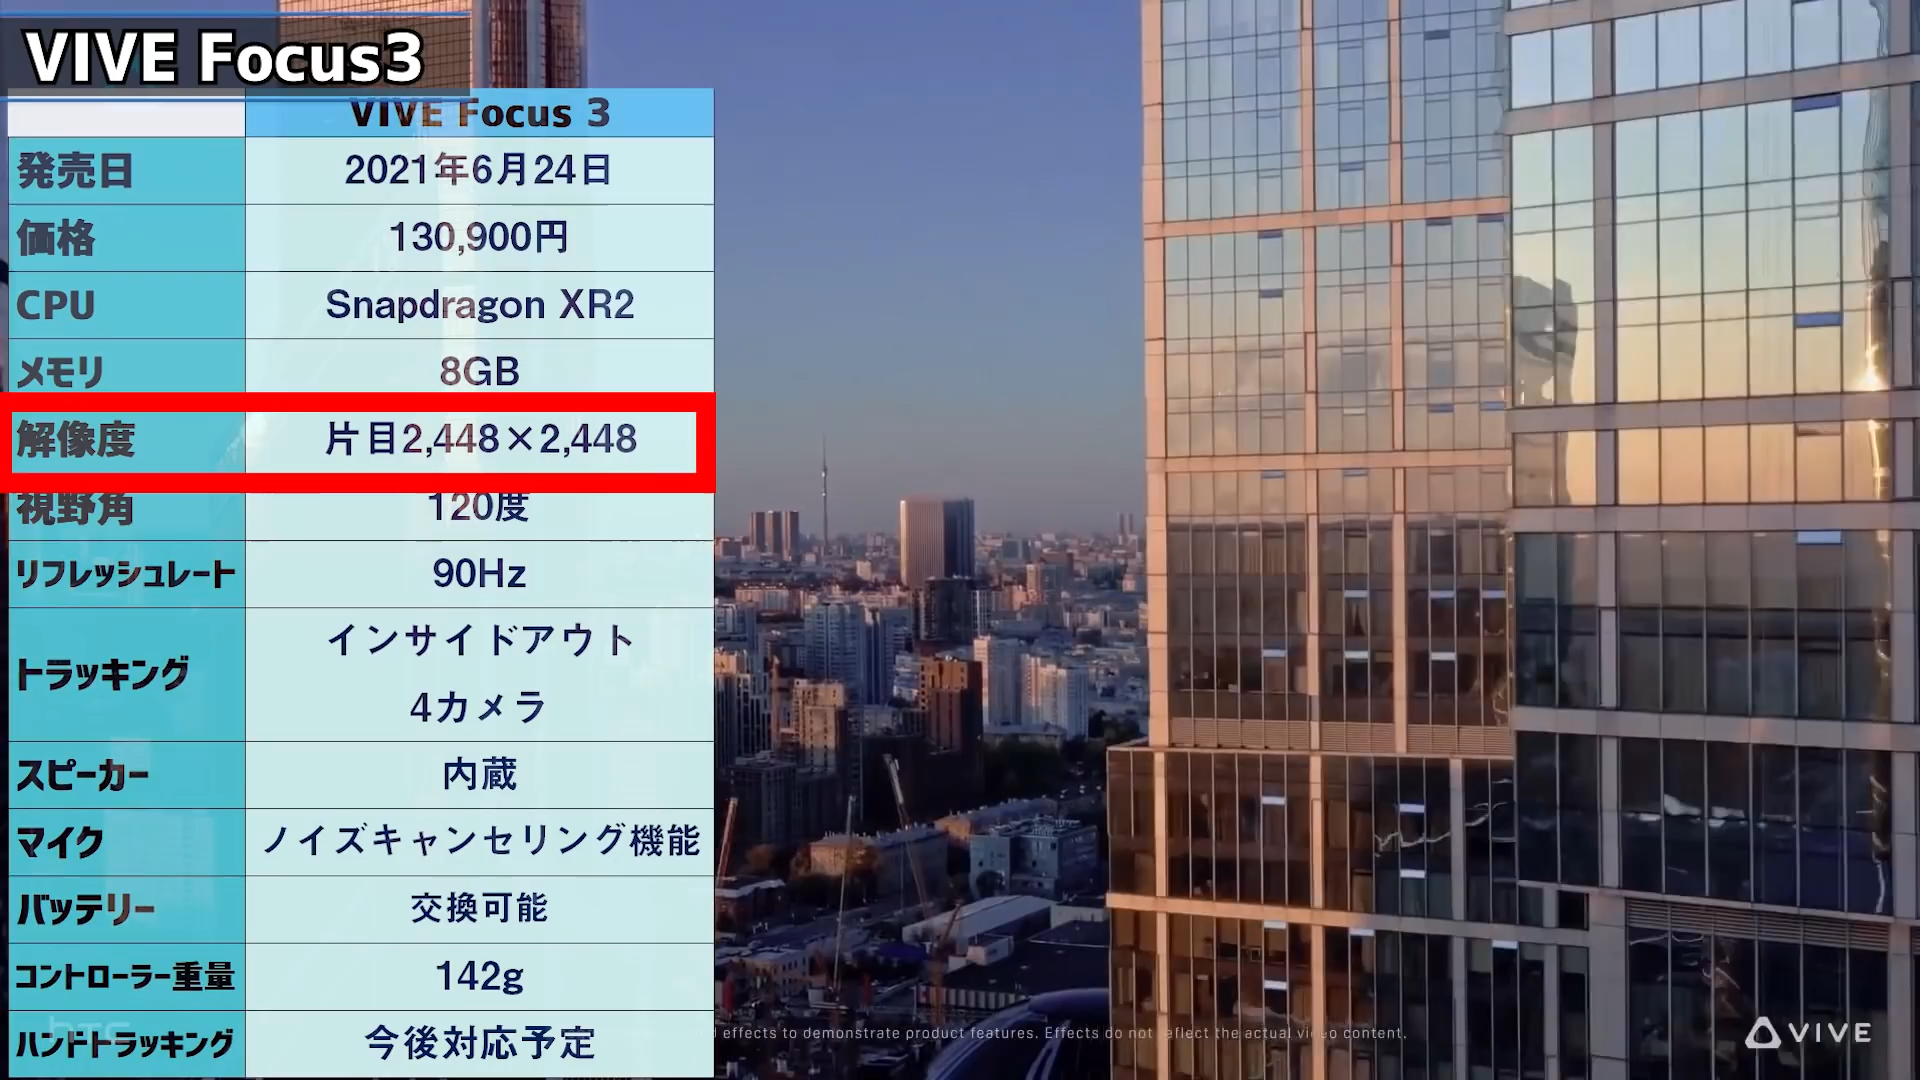 VIVE Focus3
VIVE Focus 3
発売日 2021年6月24日
価格 130,900円
CPU Snapdragon XR2
メモリ 8GB
解像度 片目2,448×2,448
視野角 120度
リフレッシュレート 90Hz
トラッキング インサイドアウト
4カメラ
スピーカー 内蔵
マイク ノイズキャンセリング機能
バッテリー 交換可能
コントローラー重量 142g
ハンドトラッキング 今後対応予定
hTC
effects to demonstrate product features. Effects do not reflect the actual video content.
VIVE